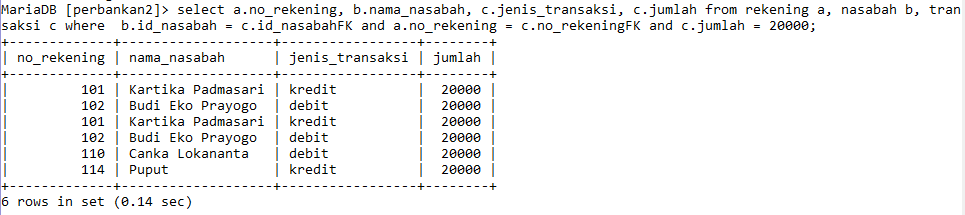 MariaDB [perbankan2]> select a.no_rekening, b.nama_nasabah, c.jenis_transaksi, c.jumlah from rekening a, nasabah b, tran
saksi c where  b.id_nasabah = c.id_nasabahFK and a.no_rekening = c.no_rekeningFK and c.jumlah = 20000;
+-------------+-------------------+-----------------+--------+
| no_rekening | nama_nasabah      | jenis_transaksi | jumlah |
+-------------+-------------------+-----------------+--------+
|         101 | Kartika Padmasari | kredit          |  20000 |
|         102 | Budi Eko Prayogo  | debit           |  20000 |
|         101 | Kartika Padmasari | kredit          |  20000 |
|         102 | Budi Eko Prayogo  | debit           |  20000 |
|         110 | Canka Lokananta   | debit           |  20000 |
|         114 | Puput             | kredit          |  20000 |
+-------------+-------------------+-----------------+--------+
6 rows in set (0.14 sec)